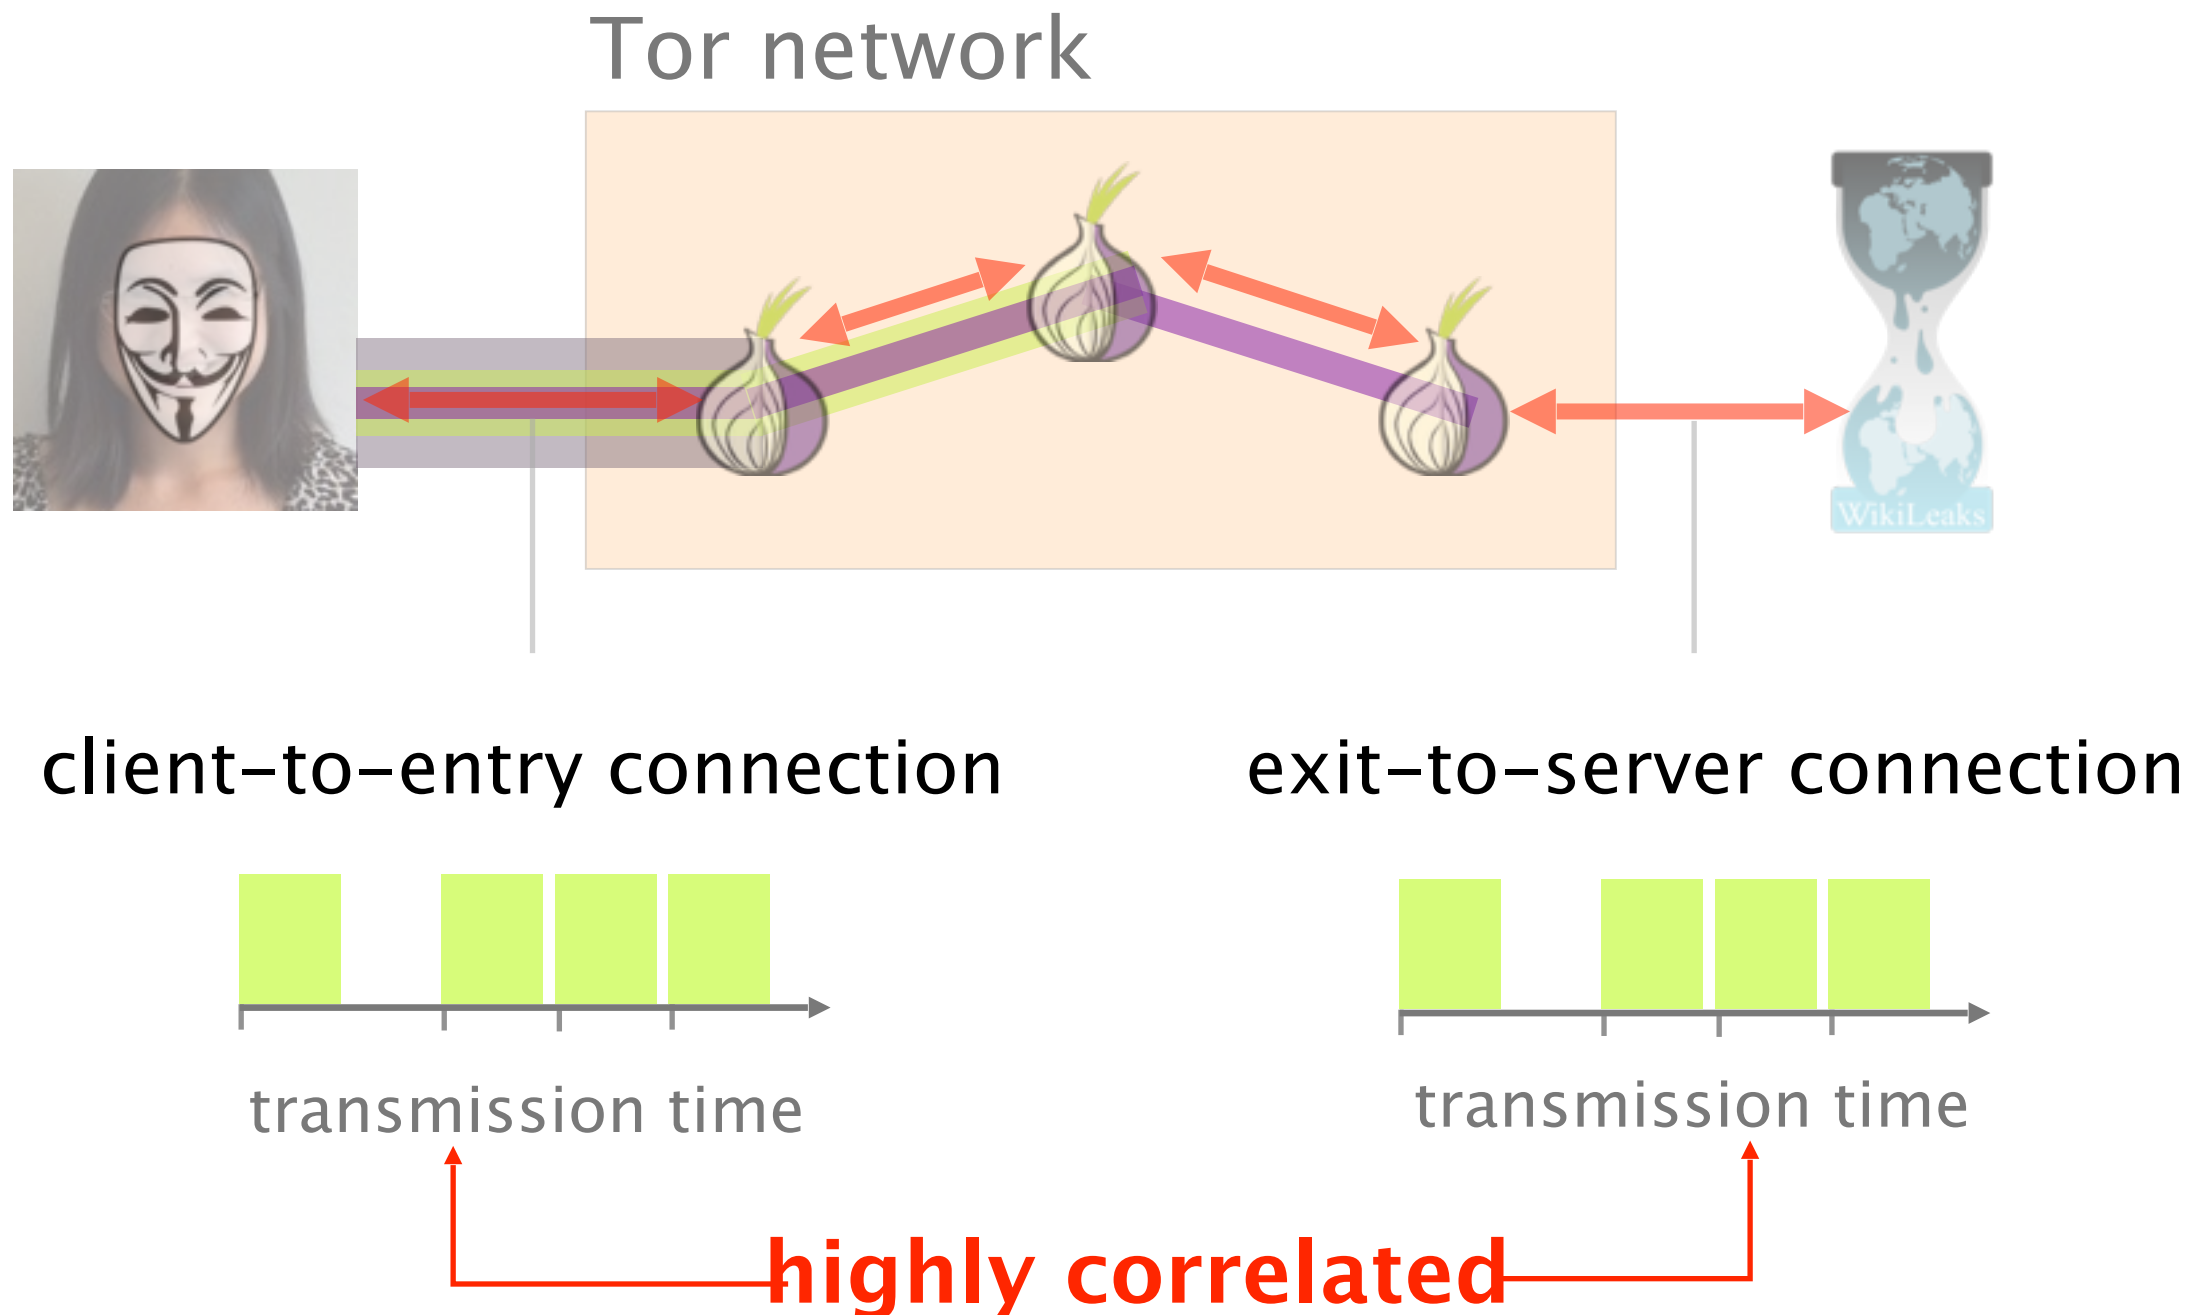 Tor network
WikiLeaks
client-to-entry connection
exit-to-server connection
transmission time
transmission time
highly correlated